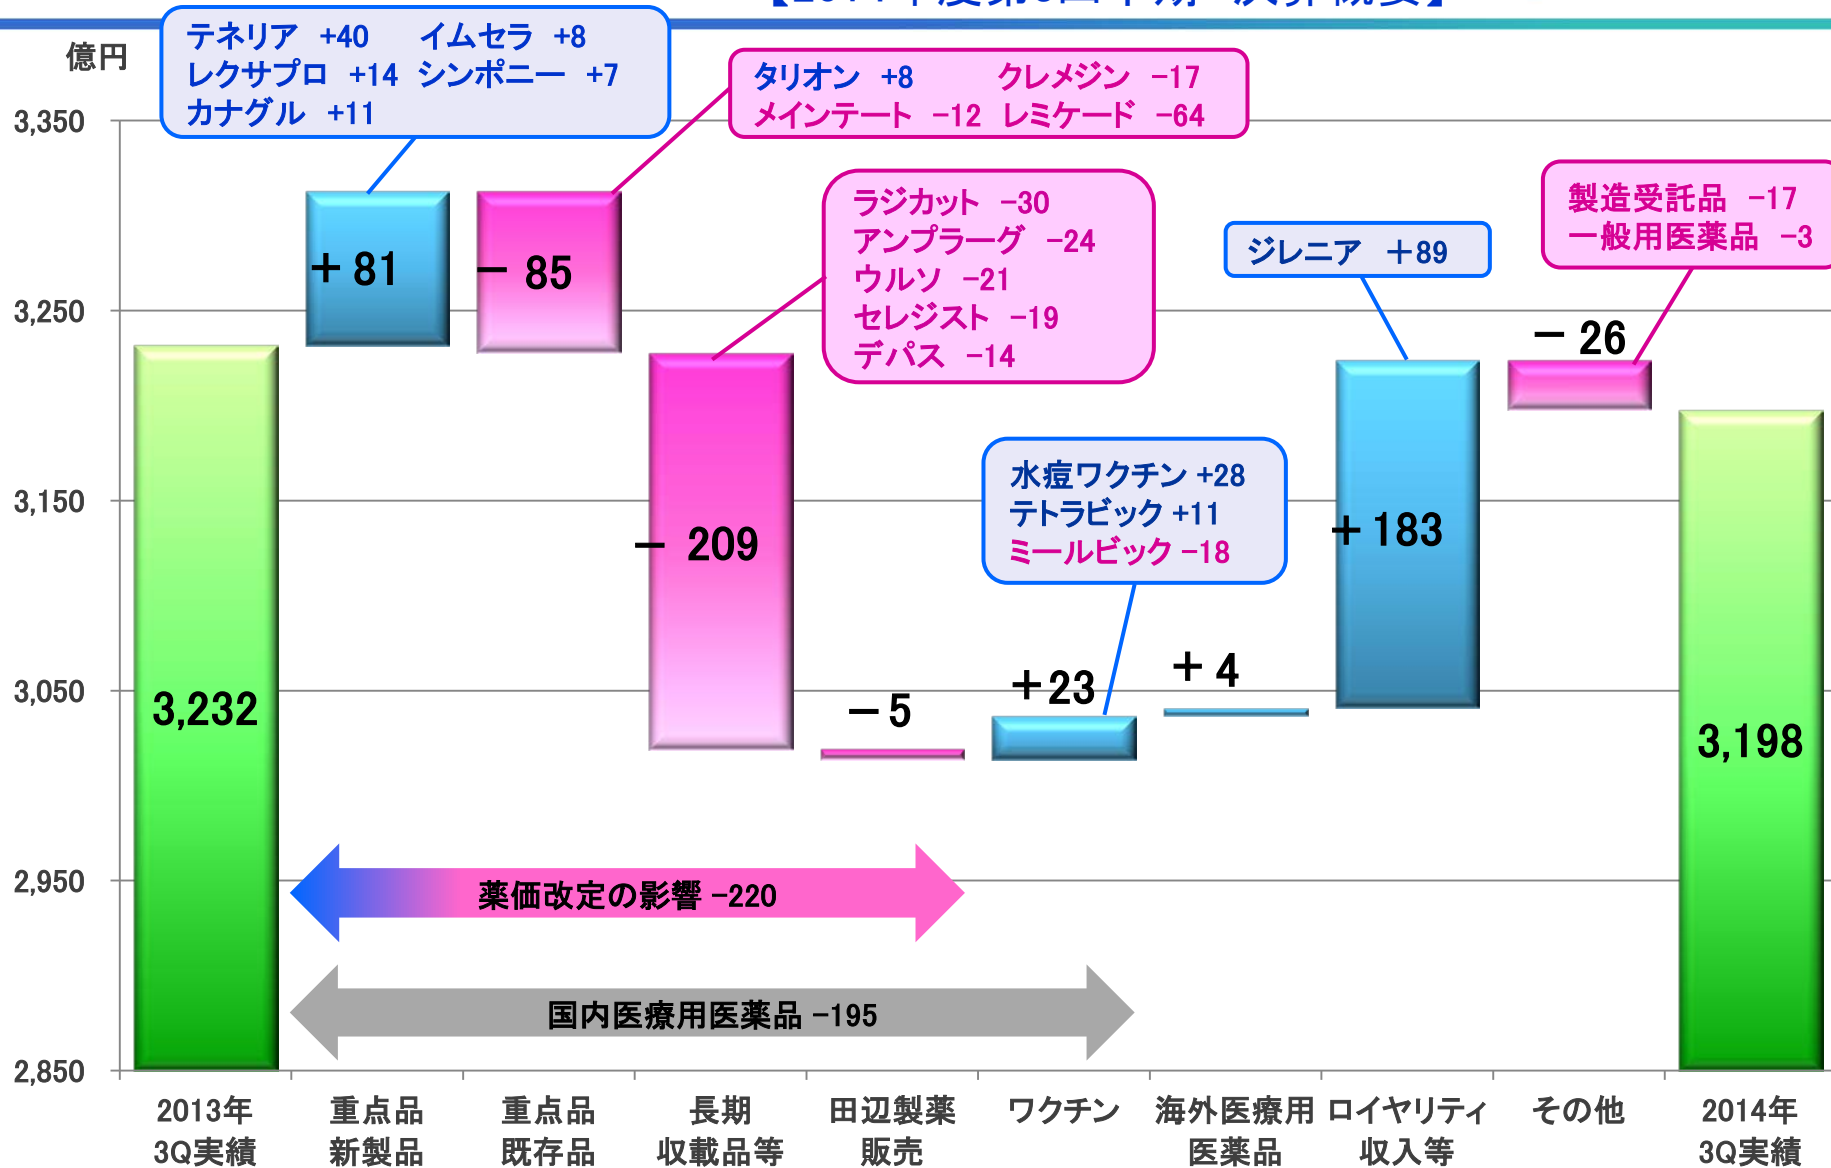 億円
テネリア +40 イムセラ +8
レクサプロ +14 シンポニー +7
カナグル +11
タリオン +8 クレメジン -17
メインテート -12 レミケード -64
ラジカット -30
アンプラーグ -24
ウルソ -21
セレジスト -19
デパス -14
ジレニア +89
製造受託品 -17
一般用医薬品 -3
水痘ワクチン +28
テトラビック +11
ミールビック -18
3,350
3,250
3,150
3,050
2,950
2,850
3,232
+81
-85
-209
-5
+23
+4
+183
-26
3,198
薬価改定の影響 -220
国内医療用医薬品 -195
2013年
3Q実績
重点品
新製品
重点品
既存品
長期
収載品等
田辺製薬
販売
ワクチン
海外医療用
医薬品
ロイヤリティ
収入等
その他
2014年
3Q実績